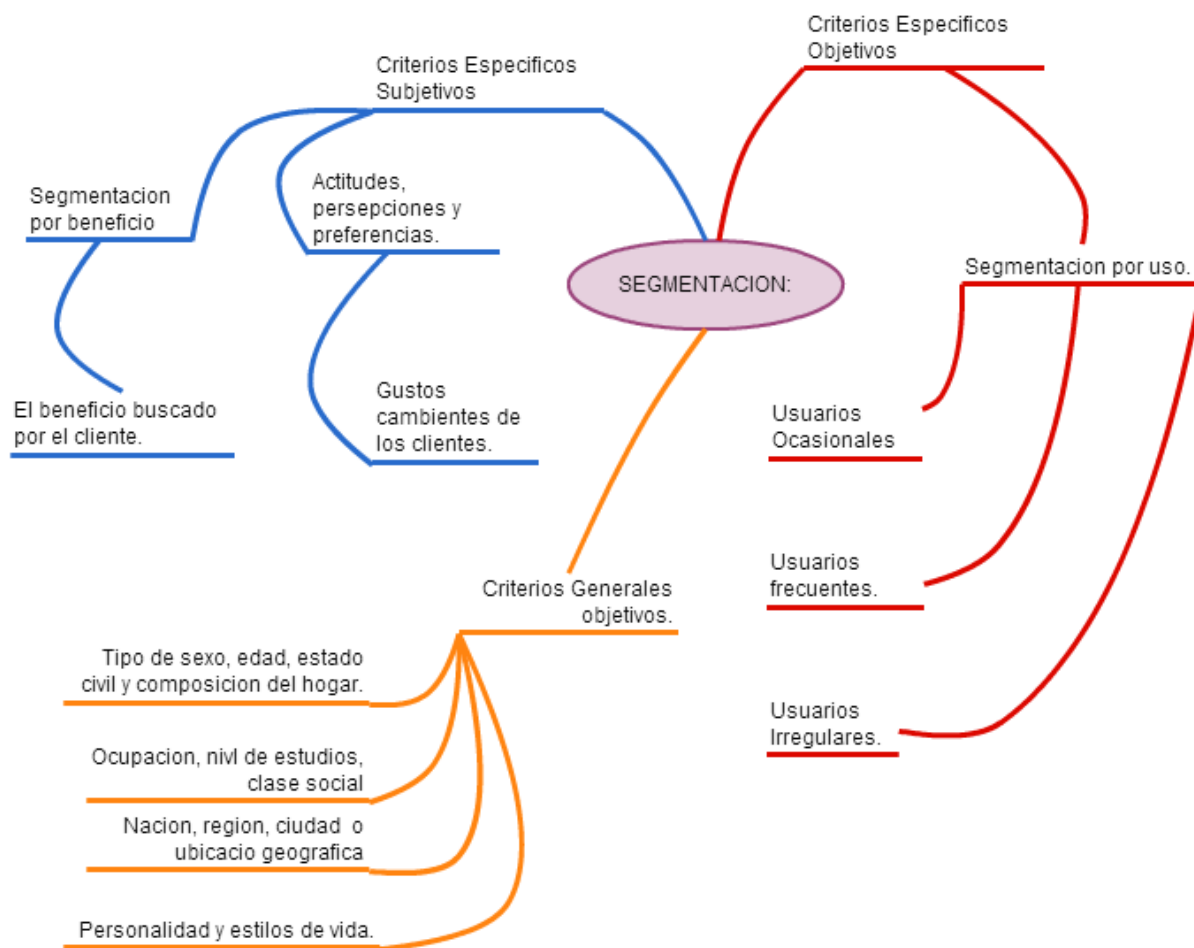 Criterios Especificos
Objetivos
Criterios Especificos
Subjetivos
Segmentacion
por beneficio
Actitudes,
persepciones y
preferencias.
SEGMENTACION:
Segmentacion por uso.
El beneficio buscado
por el cliente.
Gustos
cambientes de
los clientes.
Usuarios
Ocasionales
Usuarios
frecuentes.
Criterios Generales
objetivos.
Tipo de sexo, edad, estado
civil y composicion del hogar.
Usuarios
Irregulares.
Ocupacion, nivl de estudios,
clase social
Nacion, region, ciudad o
ubicacio geografica
Personalidad y estilos de vida.